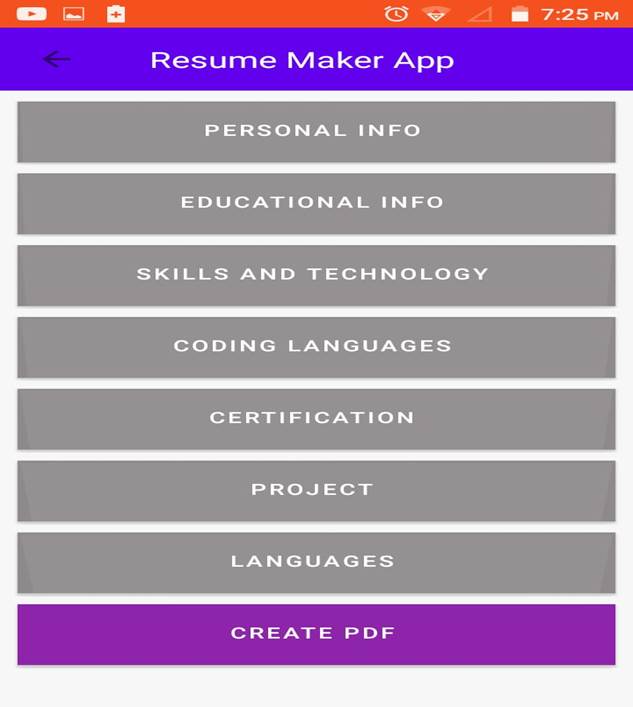 7:25 PM
Resume Maker App
PERSONAL INFO
EDUCATIONAL INFO
SKILLS AND TECHNOLOGY
CODING LANGUAGES
CERTIFICATION
PROJECT
LANGUAGES
CREATE PDF